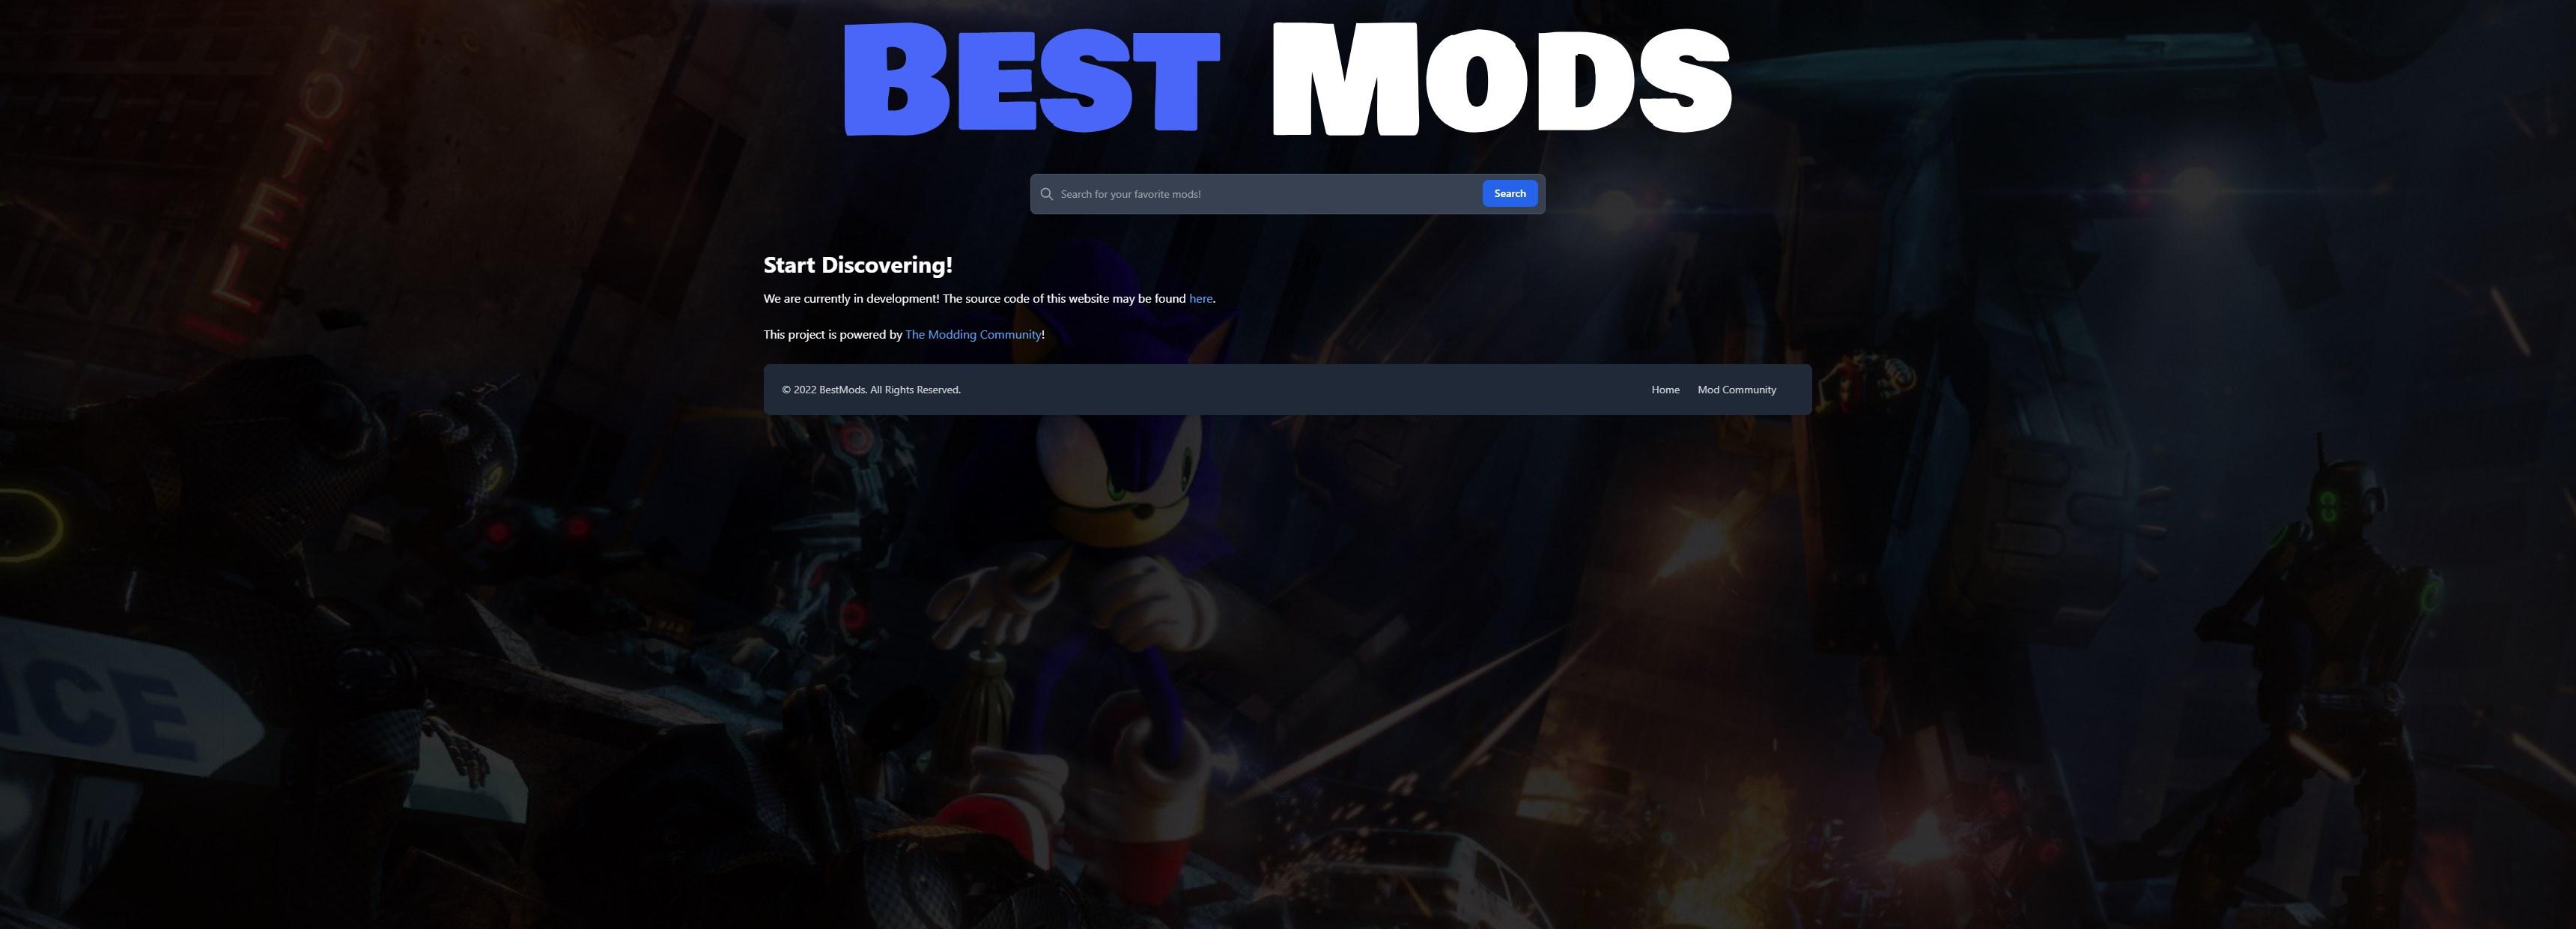 BEST MODS
HOTEL
Search for your favorite mods!
Search
Start Discovering!
We are currently in development! The source code of this website may be found here.
This project is powered by The Modding Community!
© 2022 BestMods. All Rights Reserved.
Home
Mod Community
ICE